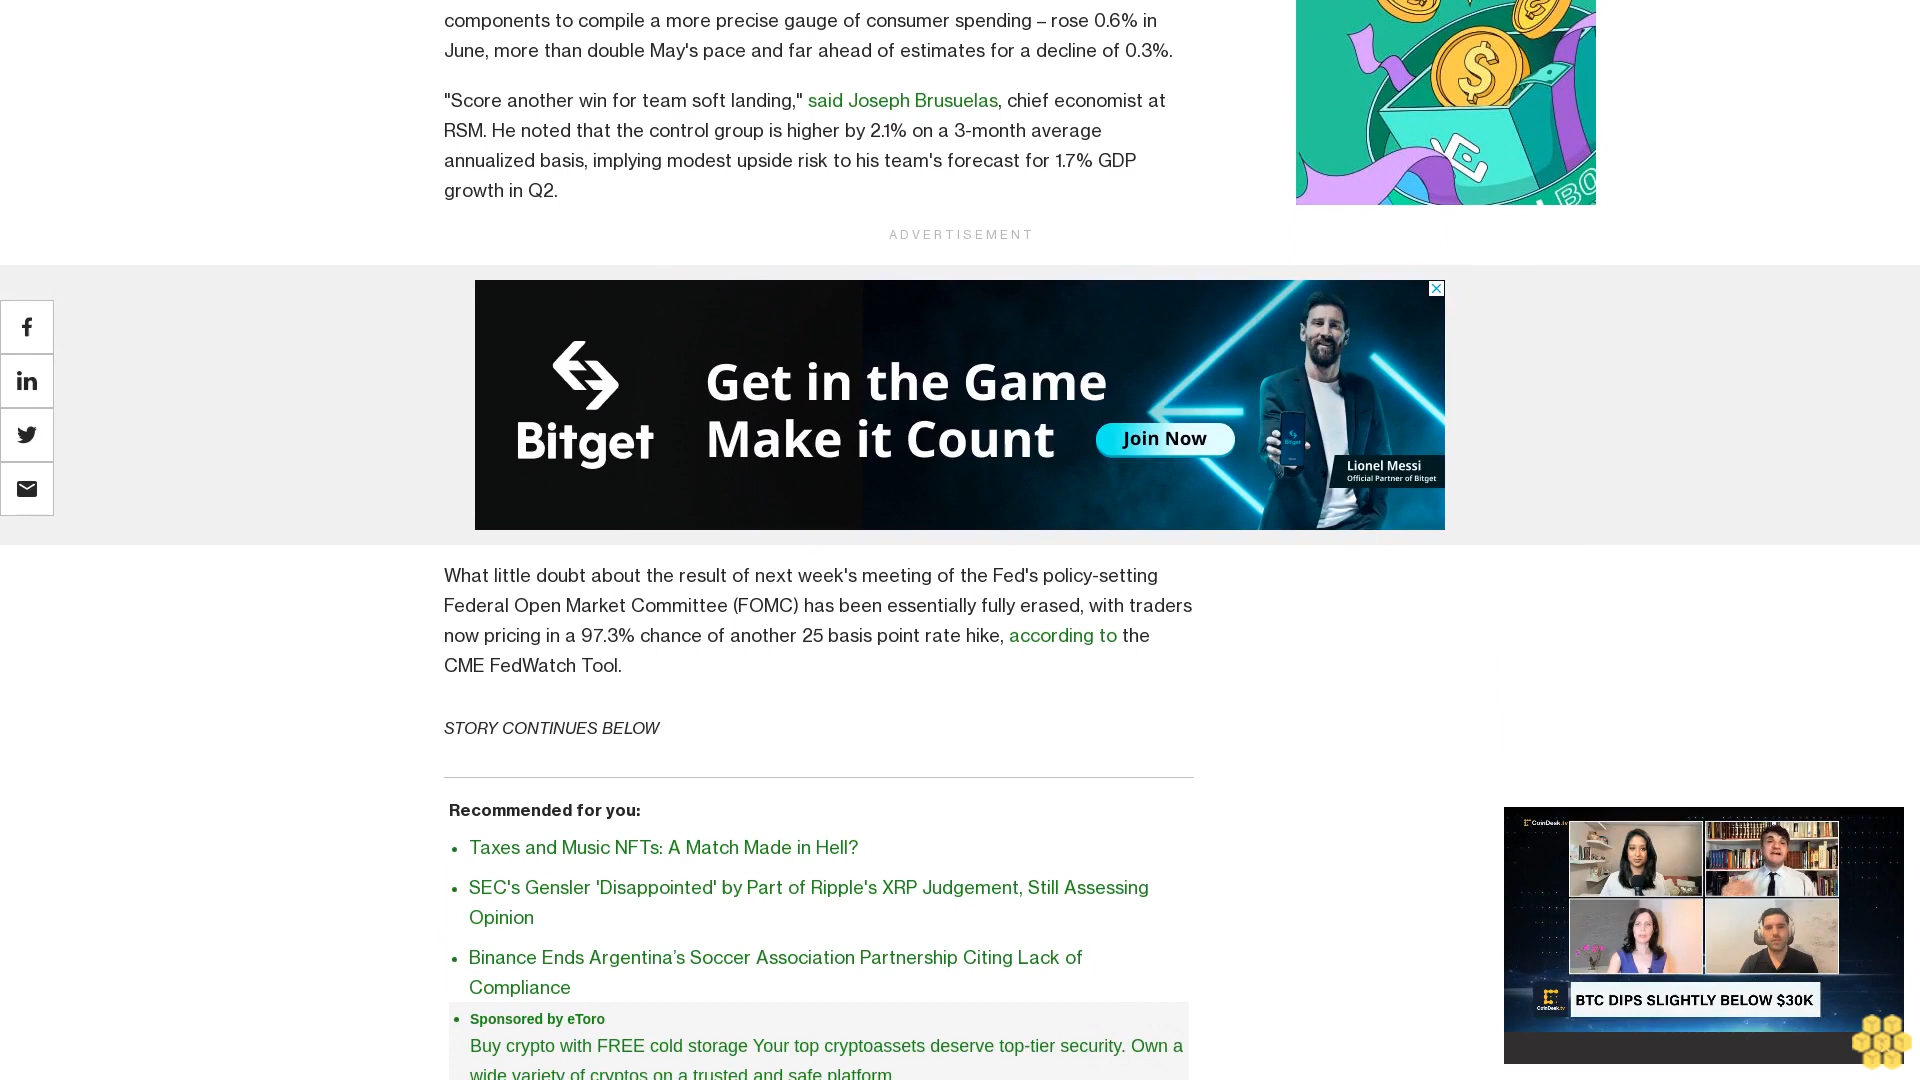 components to compile a more precise gauge of consumer spending – rose 0.6% in
June, more than double May's pace and far ahead of estimates for a decline of 0.3%.
"Score another win for team soft landing," said Joseph Brusuelas, chief economist at
RSM. He noted that the control group is higher by 2.1% on a 3-month average
annualized basis, implying modest upside risk to his team's forecast for 1.7% GDP
growth in Q2.
ADVERTISEMENT
Bitget
Get in the Game
Make it Count
Join Now
Lionel Messi
Official Partner of Bitget
What little doubt about the result of next week's meeting of the Fed's policy-setting
Federal Open Market Committee (FOMC) has been essentially fully erased, with traders
now pricing in a 97.3% chance of another 25 basis point rate hike, according to the
CME FedWatch Tool.
STORY CONTINUES BELOW
Recommended for you:
Taxes and Music NFTs: A Match Made in Hell?
SEC's Gensler 'Disappointed' by Part of Ripple's XRP Judgement, Still Assessing
Opinion
Binance Ends Argentina’s Soccer Association Partnership Citing Lack of
Compliance
Sponsored by eToro
Buy crypto with FREE cold storage Your top cryptoassets deserve top-tier security. Own a
wide variety of cryptos on a trusted and safe platform
CoinDesk.tv
CoinDesk.tv
BTC DIPS SLIGHTLY BELOW $30K